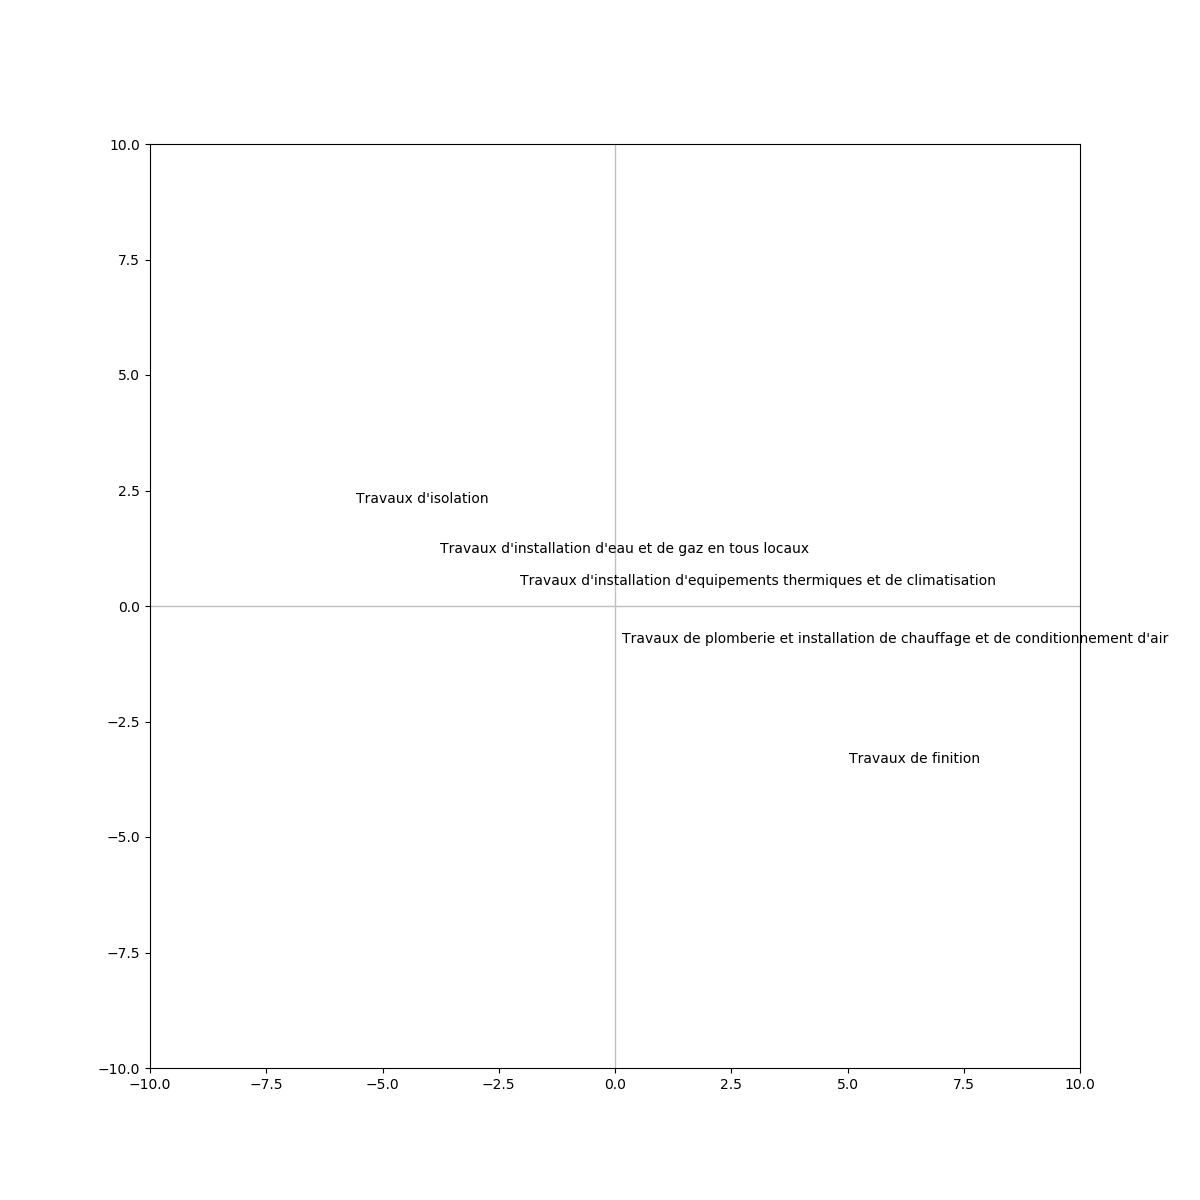 10.0
7.5
5.0
2.5
Travaux d'isolation
Travaux d'installation d'eau et de gaz en tous locaux
Travaux d'installation d'equipements thermiques et de climatisation
0.0
Travaux de plomberie et installation de chauffage et de conditionnement d'air
−2.5
Travaux de finition
−5.0
−7.5
−10.0
−10.0 −7.5 −5.0 −2.5 0.0 2.5 5.0 7.5 10.0